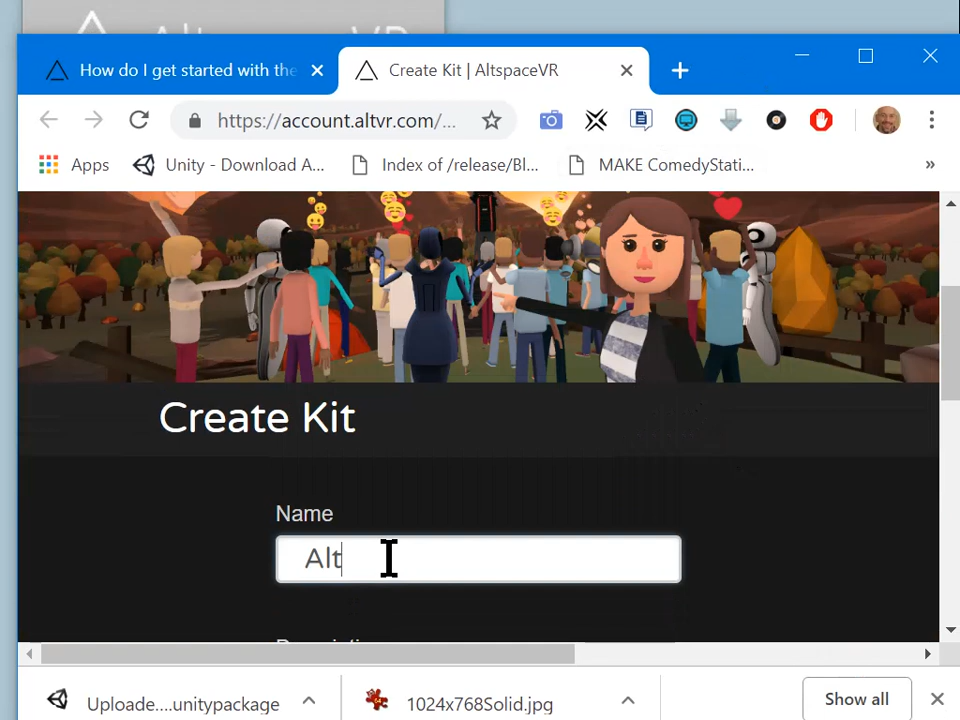 How do I get started with the
Create Kit | AltspaceVR
https://account.altvr.com/...
Apps
Unity - Download A...
Index of /release/Bl...
MAKE ComedyStati...
»
Create Kit
Name
Alt
Uploade....unitypackage
1024x768Solid.jpg
Show all